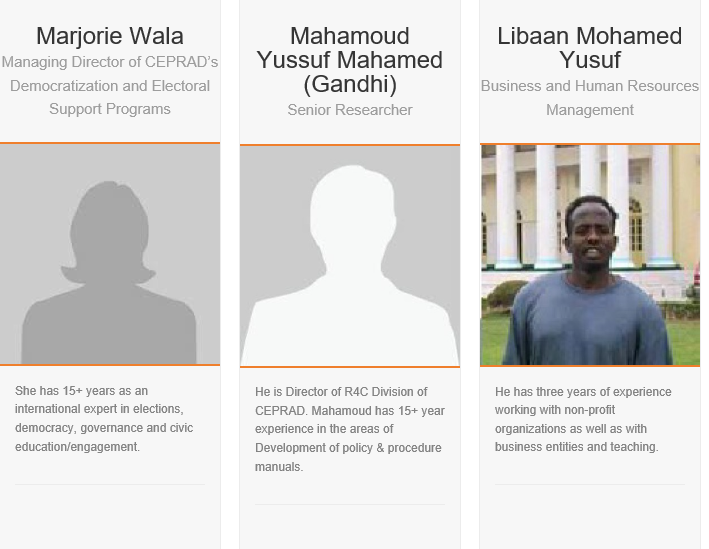 Marjorie Wala
Managing Director of CEPRAD's
Democratization and Electoral
Support Programs
She has 15+ years as an
international expert in elections,
democracy, governance and civic
education/engagement.
Mahamoud
Yussuf Mahamed
(Gandhi)
Senior Researcher
He is Director of R4C Division of
CEPRAD. Mahamoud has 15+ year
experience in the areas of
Development of policy & procedure
manuals.
Libaan Mohamed
Yusuf
Business and Human Resources
Management
He has three years of experience
working with non-profit
organizations as well as with
business entities and teaching.